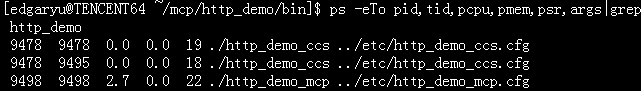 [edgaryu@TENCENT64 ~/mcp/http_demo/bin]$ ps -eTo pid,tid,pcpu,pmem,psr,args|grep
http_demo
9478  9478  0.0  0.0  19 ./http_demo_ccs ../etc/http_demo_ccs.cfg
9478  9495  0.0  0.0  18 ./http_demo_ccs ../etc/http_demo_ccs.cfg
9498  9498  2.7  0.0  22 ./http_demo_mcp ../etc/http_demo_mcp.cfg